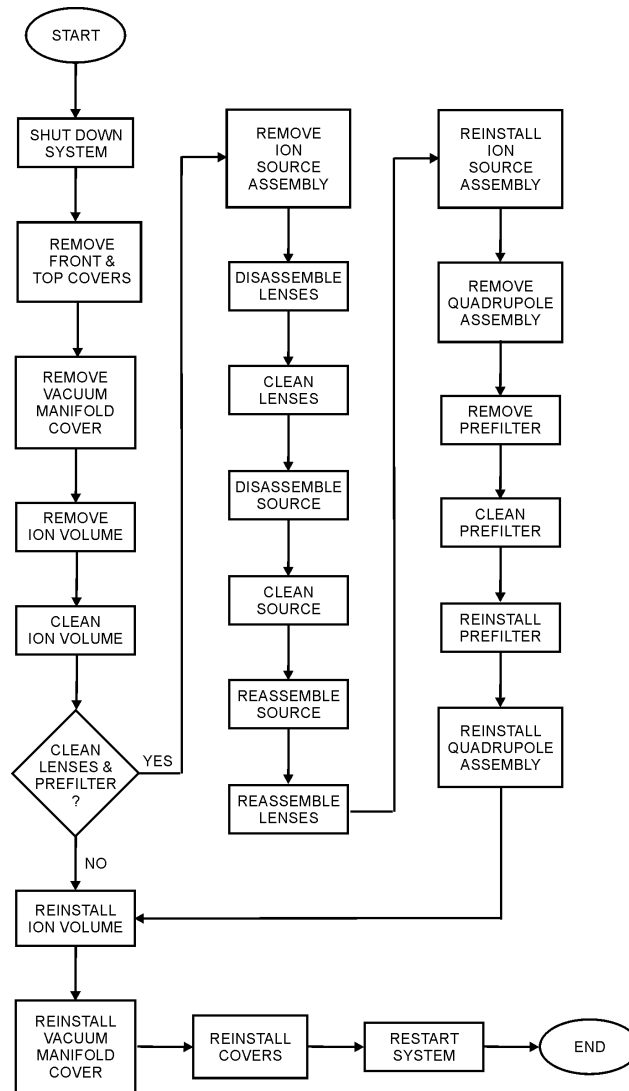 START
SHUT DOWN
SYSTEM
REMOVE
FRONT &
TOP COVERS
REMOVE
VACUUM
MANIFOLD
COVER
REMOVE
ION VOLUME
CLEAN
ION VOLUME
CLEAN
LENSES &
PREFILTER
?
YES
NO
REMOVE
ION
SOURCE
ASSEMBLY
DISASSEMBLE
LENSES
CLEAN
LENSES
DISASSEMBLE
SOURCE
CLEAN
SOURCE
REASSEMBLE
SOURCE
REASSEMBLE
LENSES
REINSTALL
ION
SOURCE
ASSEMBLY
REMOVE
QUADRUPOLE
ASSEMBLY
REMOVE
PREFILTER
CLEAN
PREFILTER
REINSTALL
PREFILTER
REINSTALL
QUADRUPOLE
ASSEMBLY
REINSTALL
ION VOLUME
REINSTALL
VACUUM
MANIFOLD
COVER
REINSTALL
COVERS
RESTART
SYSTEM
END